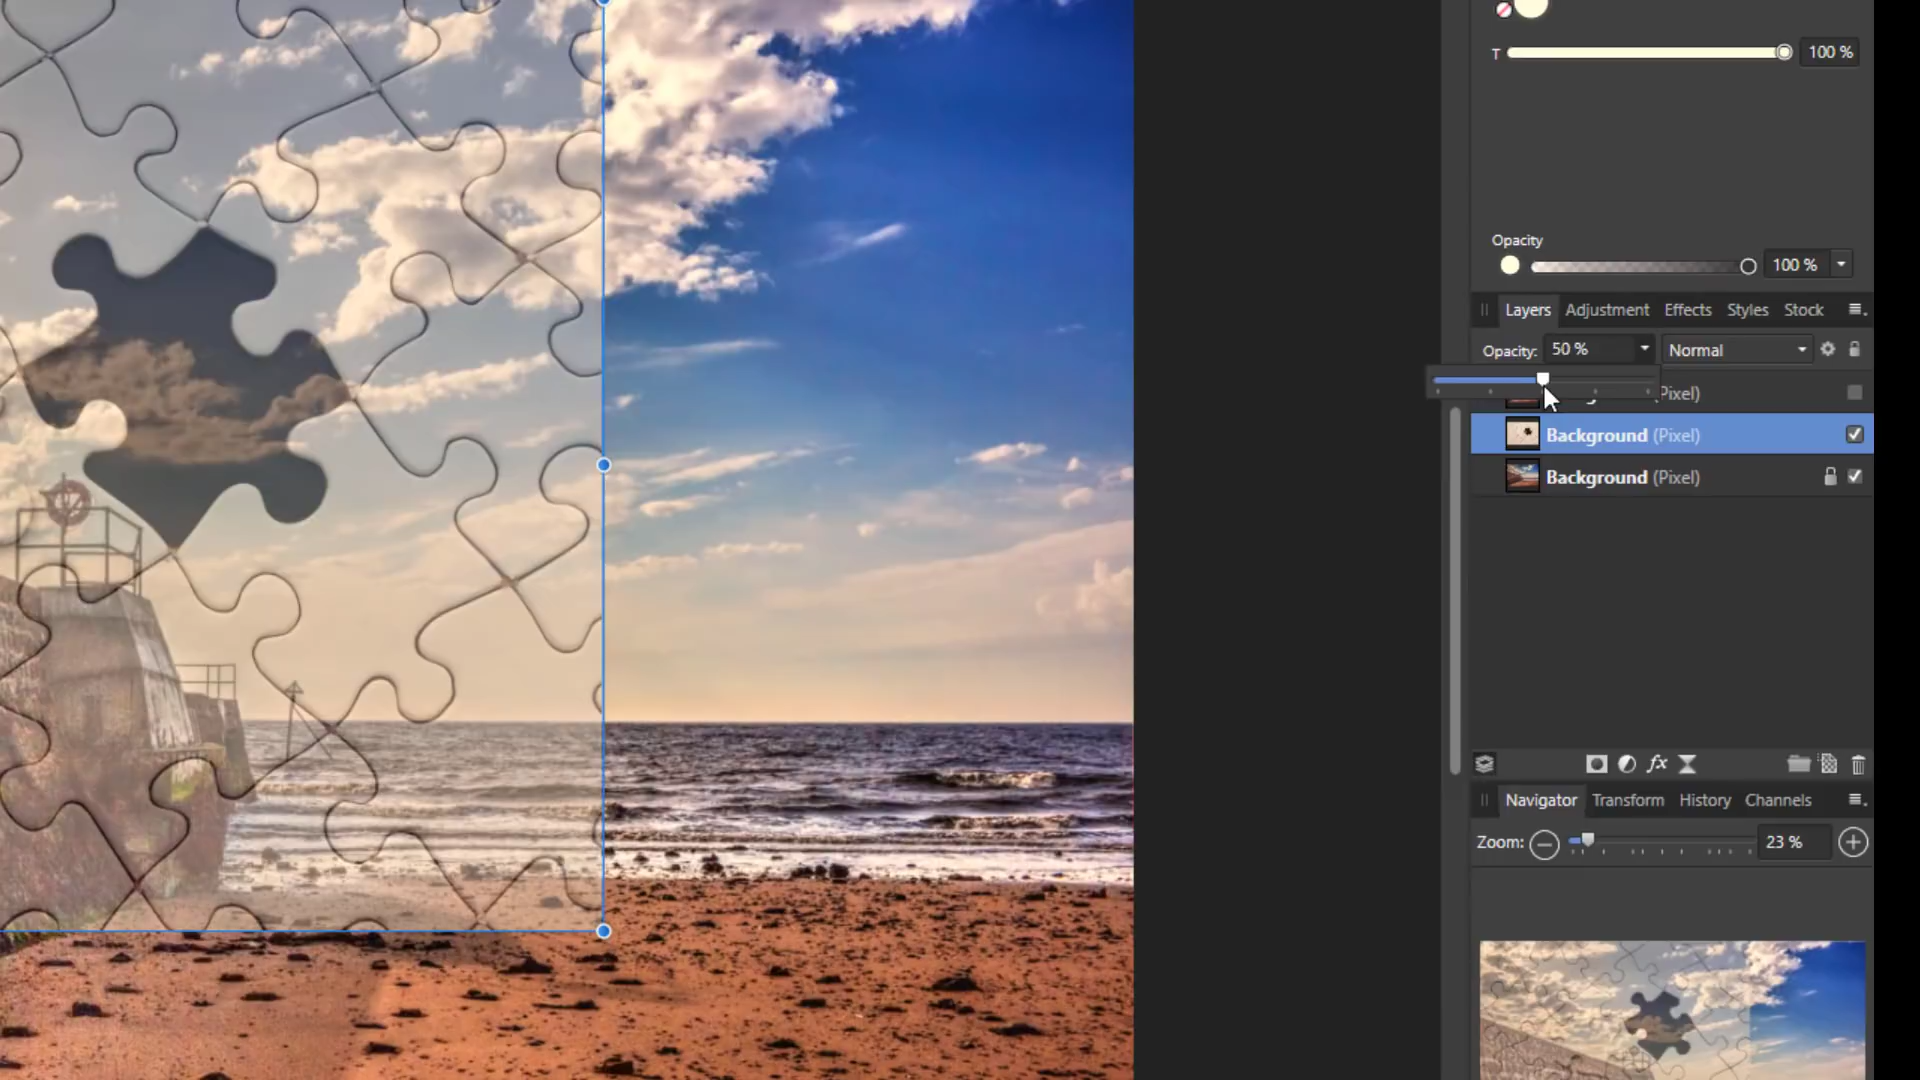 T 100 %
Opacity
100 %
Layers Adjustment Effects Styles Stock
Opacity: 50 % Normal
(Pixel)
Background (Pixel)
Background (Pixel)
fx
Navigator Transform History Channels
Zoom: 23 %